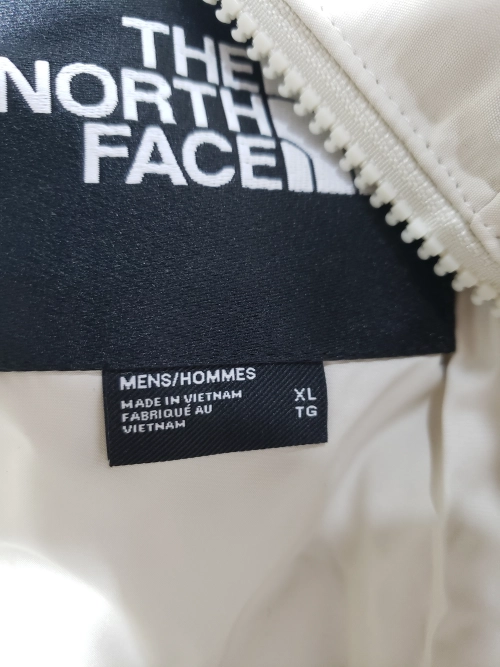 THE
NORTH
FACE
MENS/HOMMES
MADE IN VIETNAM
FABRIQUÉ AU
VIETNAM
XL
TG